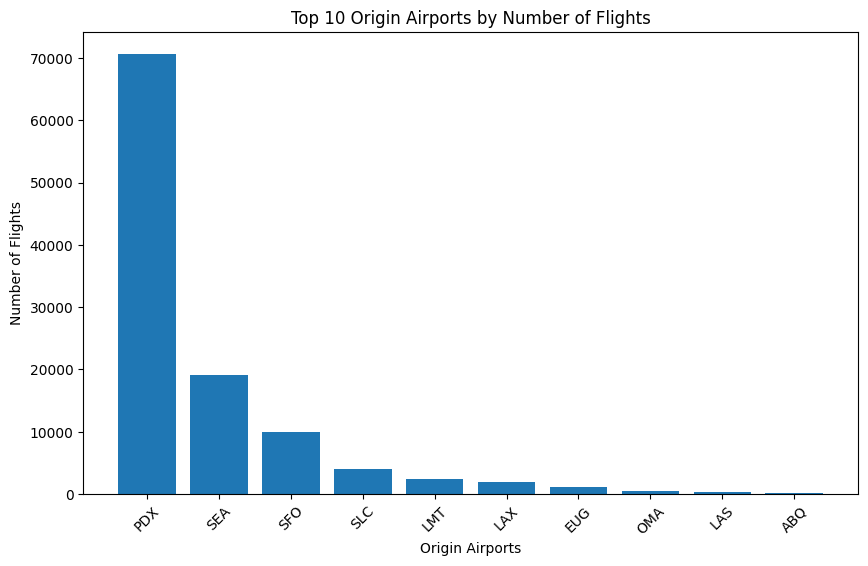 Top 10 Origin Airports by Number of Flights
Number of Flights
70000
60000
50000
40000
30000
20000
10000
0
PDX
SEA
SFO
SLC
LMT
LAX
EUG
OMA
LAS
ABQ
Origin Airports